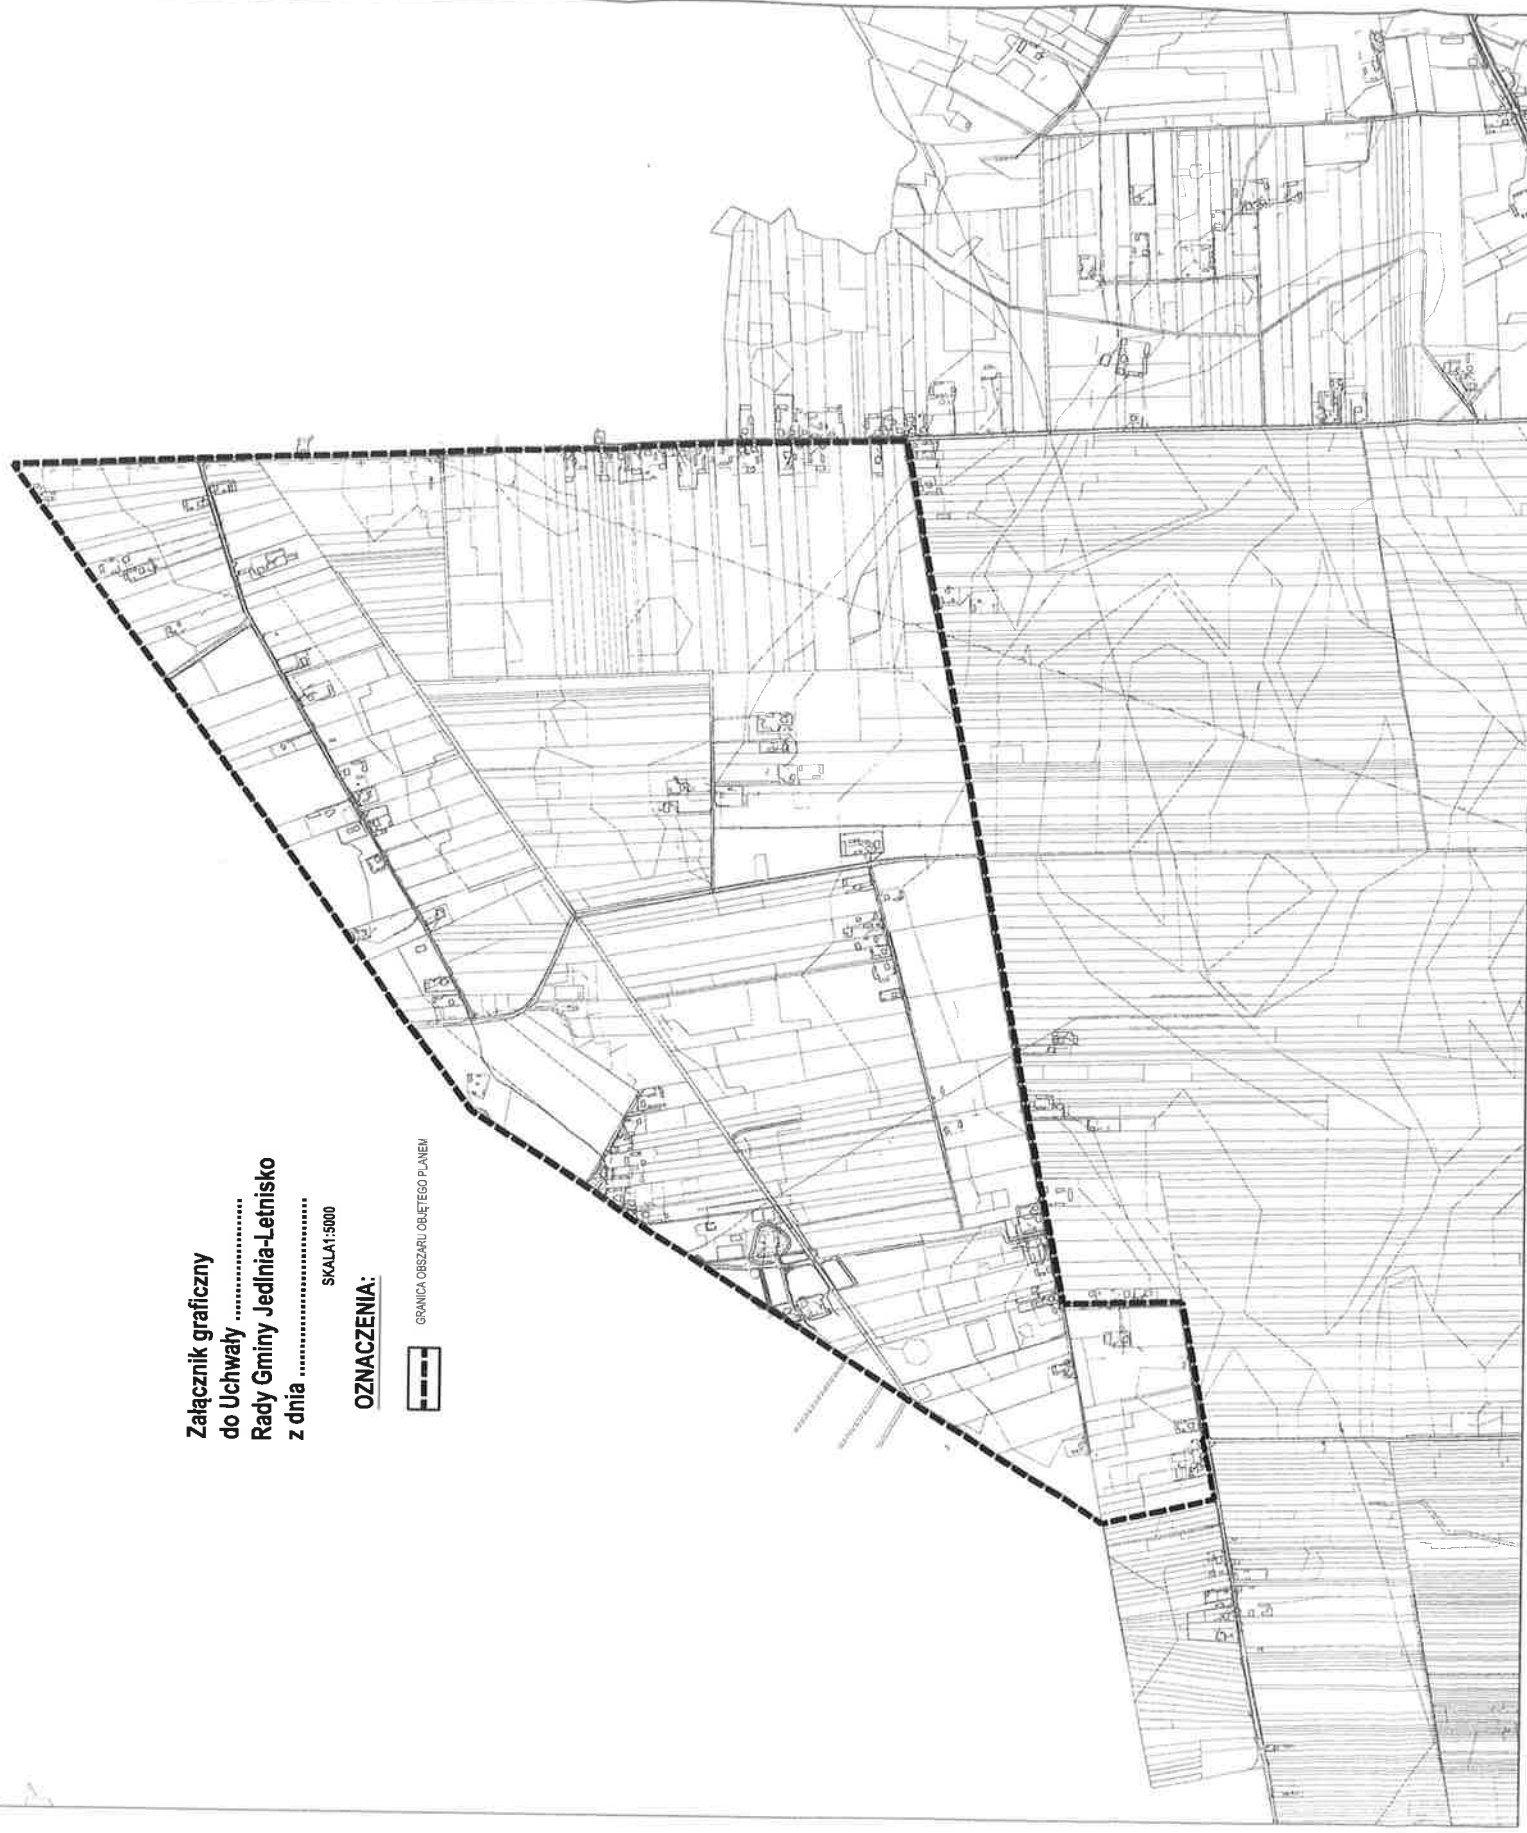 Załącznik graficzny
do Uchwały ..............................
Rady Gminy Jedlnia-Letnisko
z dnia ........................................
SKALA1:5000
OZNACZENIA:
GRANICA OBSZARU OBJĘTEGO PLANEM